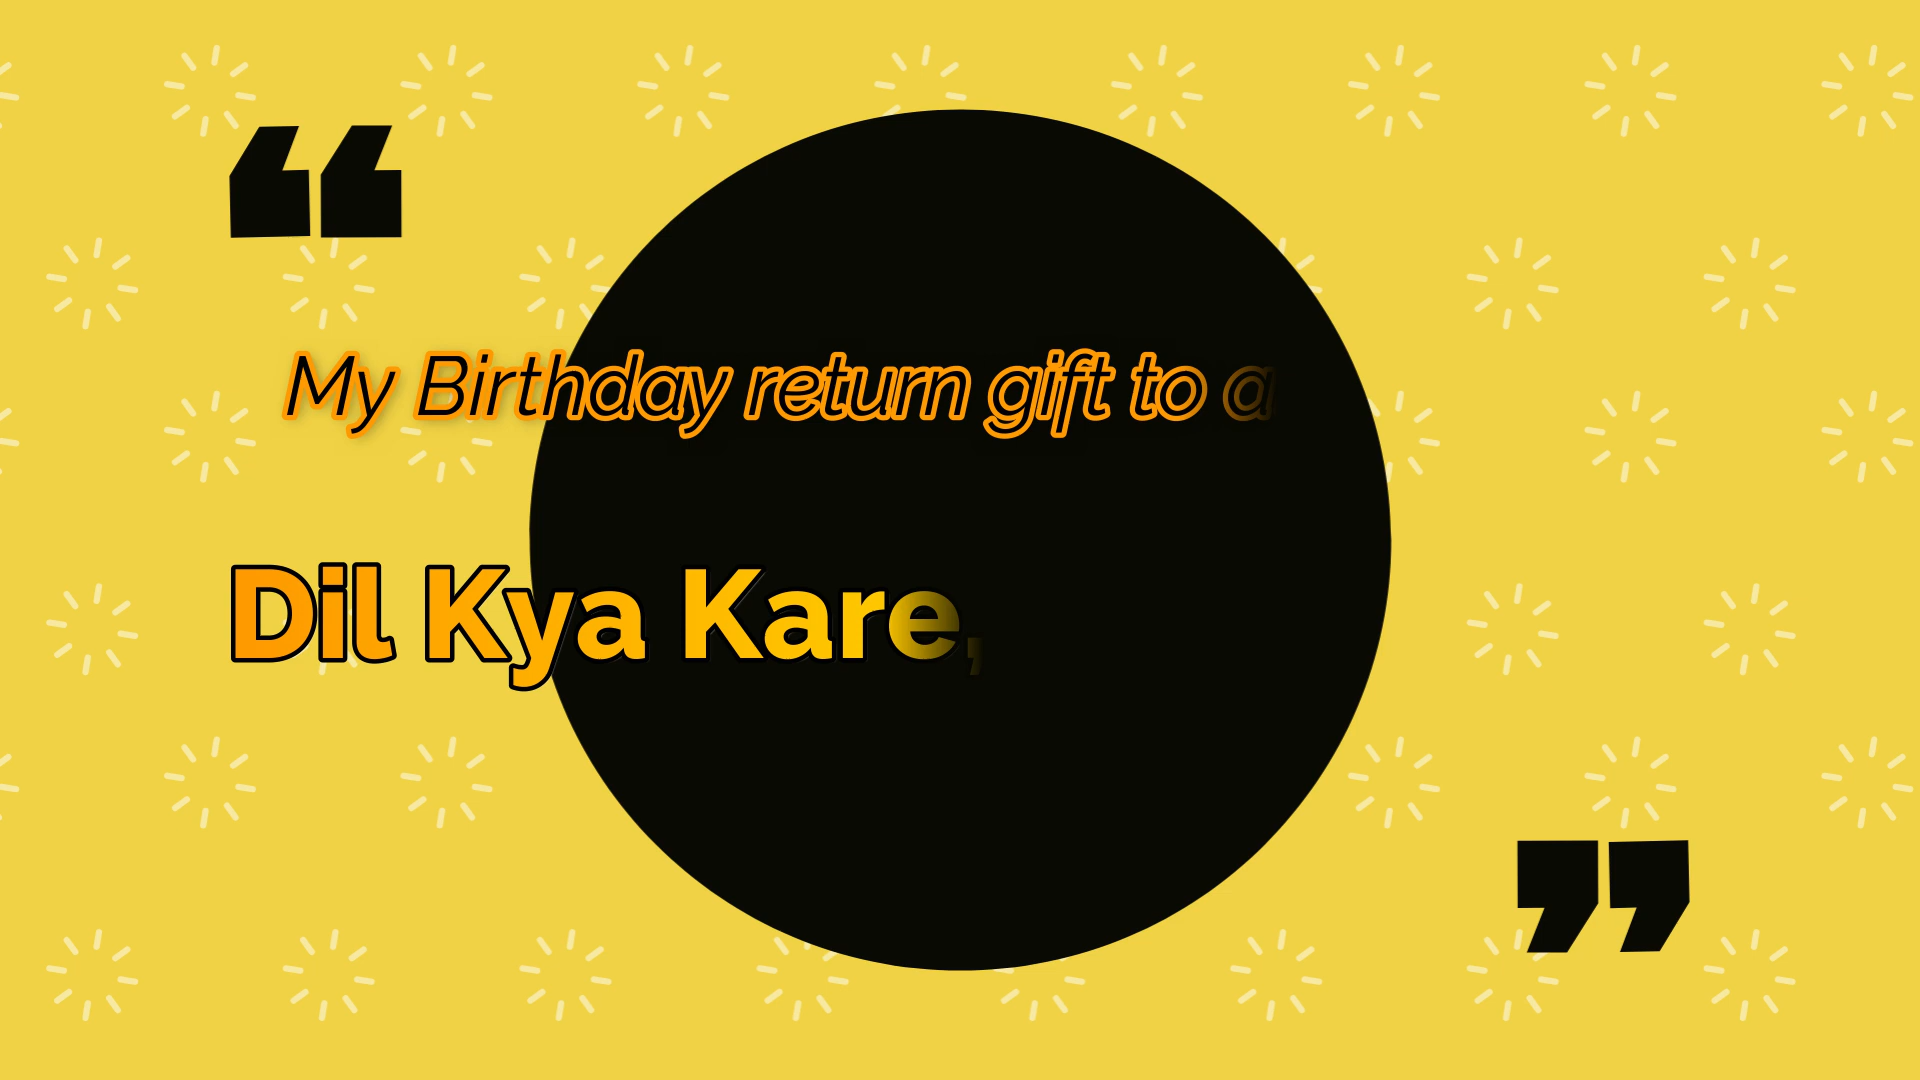 “
My Birthday return gift to a
Dil Kya Kare,
”